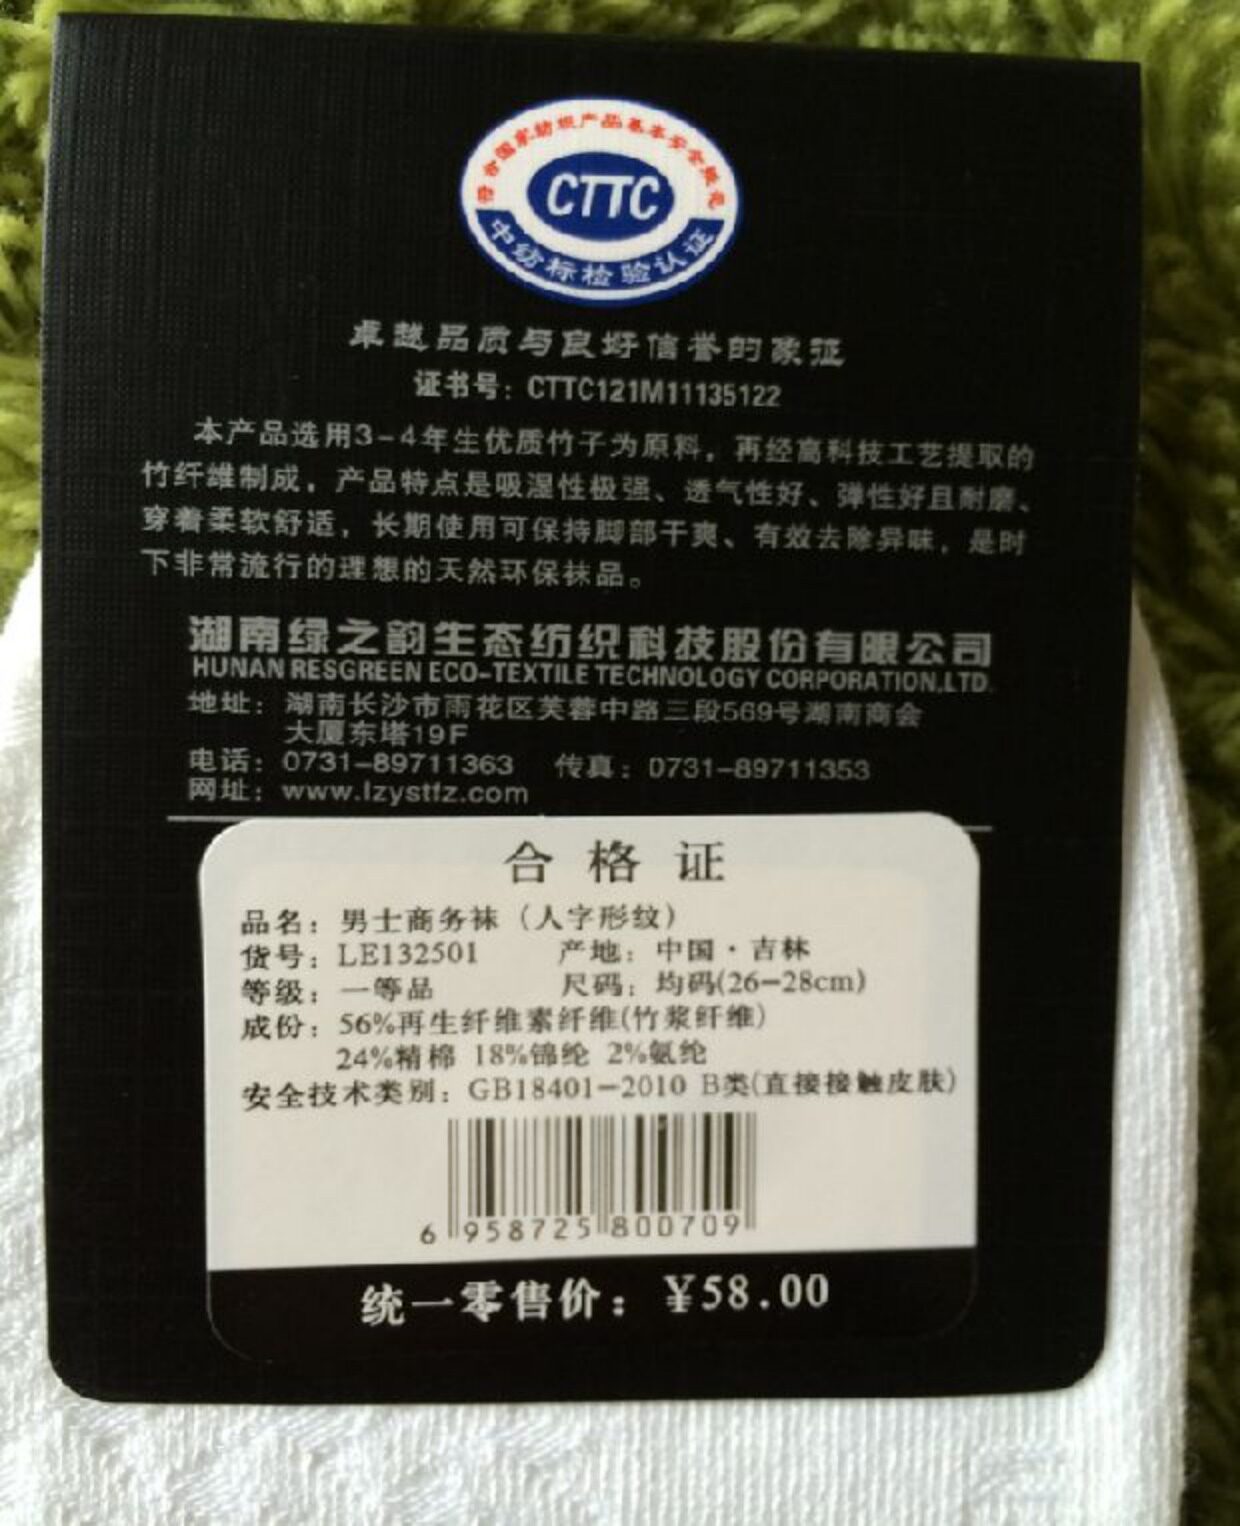 符合国家纺织产品基本安全规范
CTTC
中纺标检验认证
卓越品质与良好信誉的象征
证书号：CTTC121M11135122
本产品选用3-4年生优质竹子为原料，再经高科技工艺提取的
竹纤维制成，产品特点是吸湿性极强、透气性好、弹性好且耐磨、
穿着柔软舒适，长期使用可保持脚部干爽、有效去除异味，是时
下非常流行的理想的天然环保袜品。
湖南绿之韵生态纺织科技股份有限公司
HUNAN RESGREEN ECO-TEXTILE TECHNOLOGY CORPORATION.LTD.
地址：湖南长沙市雨花区芙蓉中路三段569号湖南商会
大厦东塔19F
电话：0731-89711363 传真：0731-89711353
网址：www.lzystfz.com
合格证
品名：男士商务袜（人字形纹）
货号：LE132501 产地：中国·吉林
等级：一等品 尺码：均码(26-28cm)
成份：56%再生纤维素纤维(竹浆纤维)
24%精棉 18%锦纶 2%氨纶
安全技术类别：GB18401-2010 B类(直接接触皮肤)
6 958725 800709
统一零售价：¥58.00